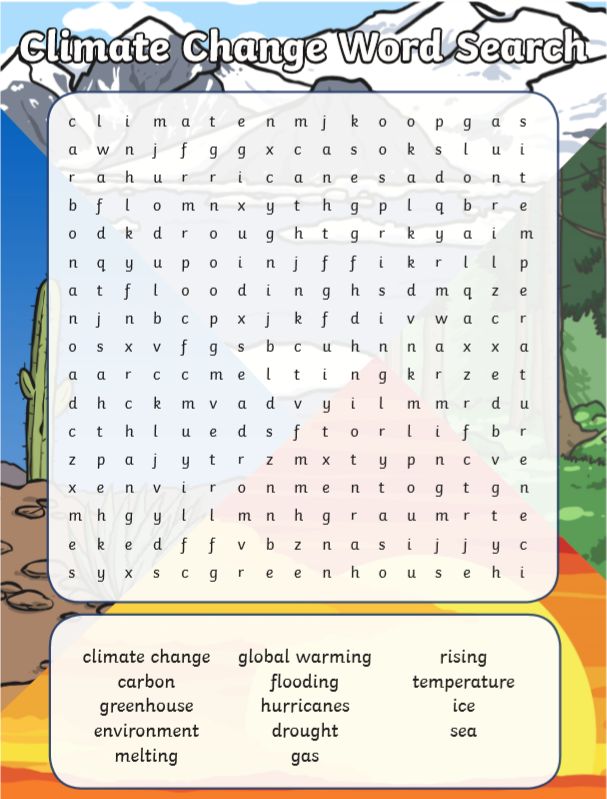 Climate Change Word Search
c l i m a t e n m j k o o p g a s
a w n j f g g x c a s o k s l u i
r a h u r r i c a n e s a d o n t
b f l o m n x y t h g p l q b r e
o d k d r o u g h t g r k y a i m
n q y u p o i n j f f i k r l l p
a t f l o o d i n g h s d m q z e
n j n b c p x j k f d i v w a c r
o s x v f g s b c u h n n a x x a
a a r c c m e l t i n g k r z e t
d h c k m v a d v y i l m m r d u
c t h l u e d s f t o r l i f b r
z p a j y t r z m x t y p n c v e
x e n v i r o n m e n t o g t g n
m h g y l l m n h g r a u m r t e
e k e d f f v b z n a s i j j y c
s y x s c g r e e n h o u s e h i
climate change global warming rising
carbon flooding temperature
greenhouse hurricanes ice
environment drought sea
melting gas